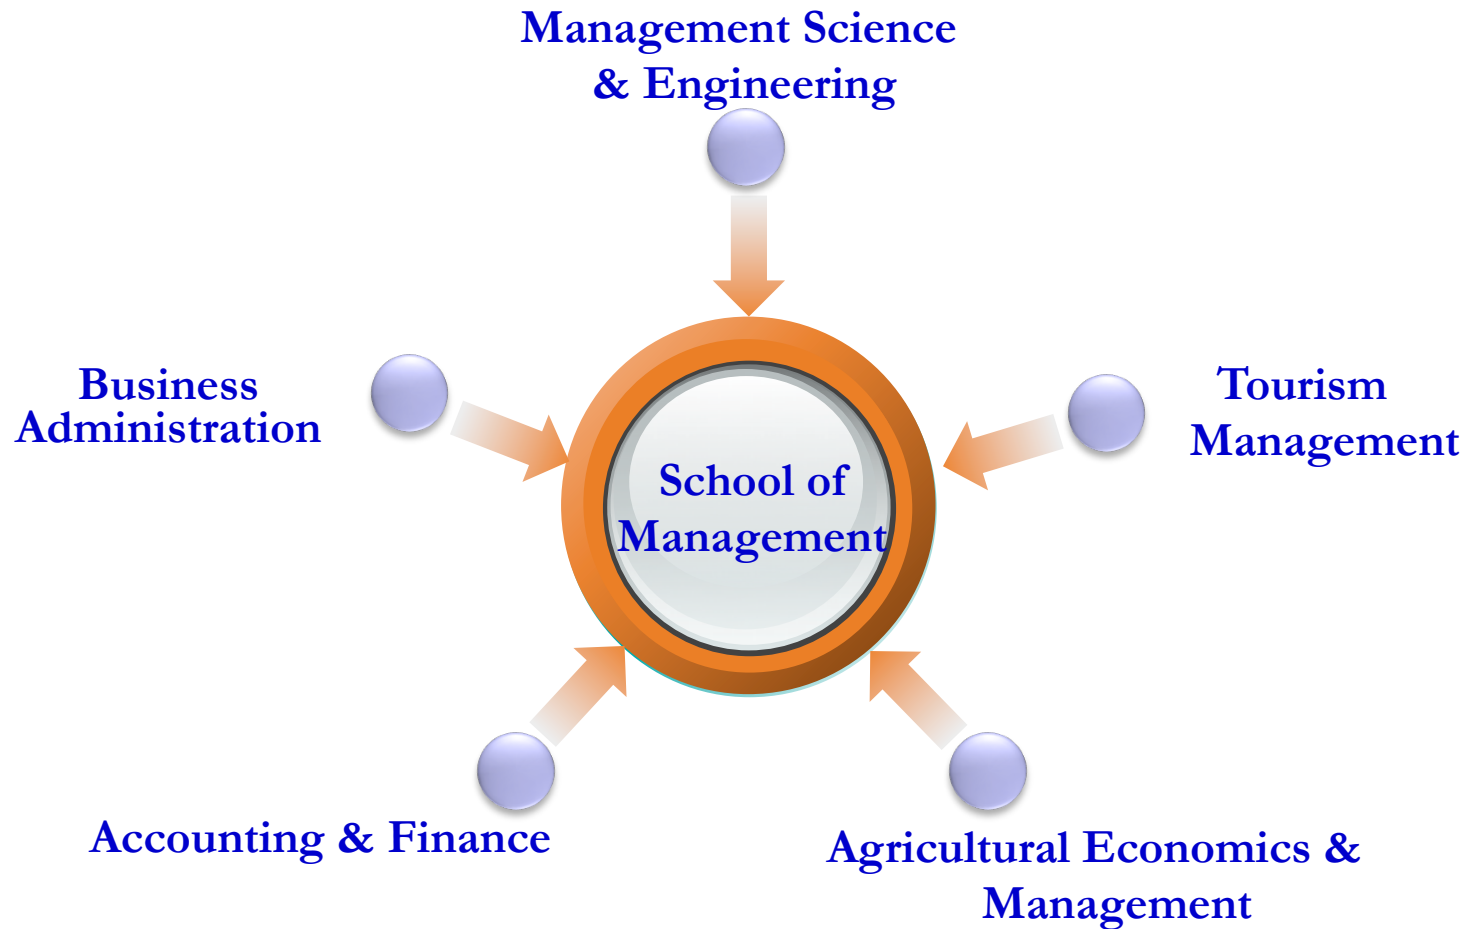 Management Science
& Engineering
Business
Administration
Tourism
Management
School of
Management
Accounting & Finance
Agricultural Economics &
Management